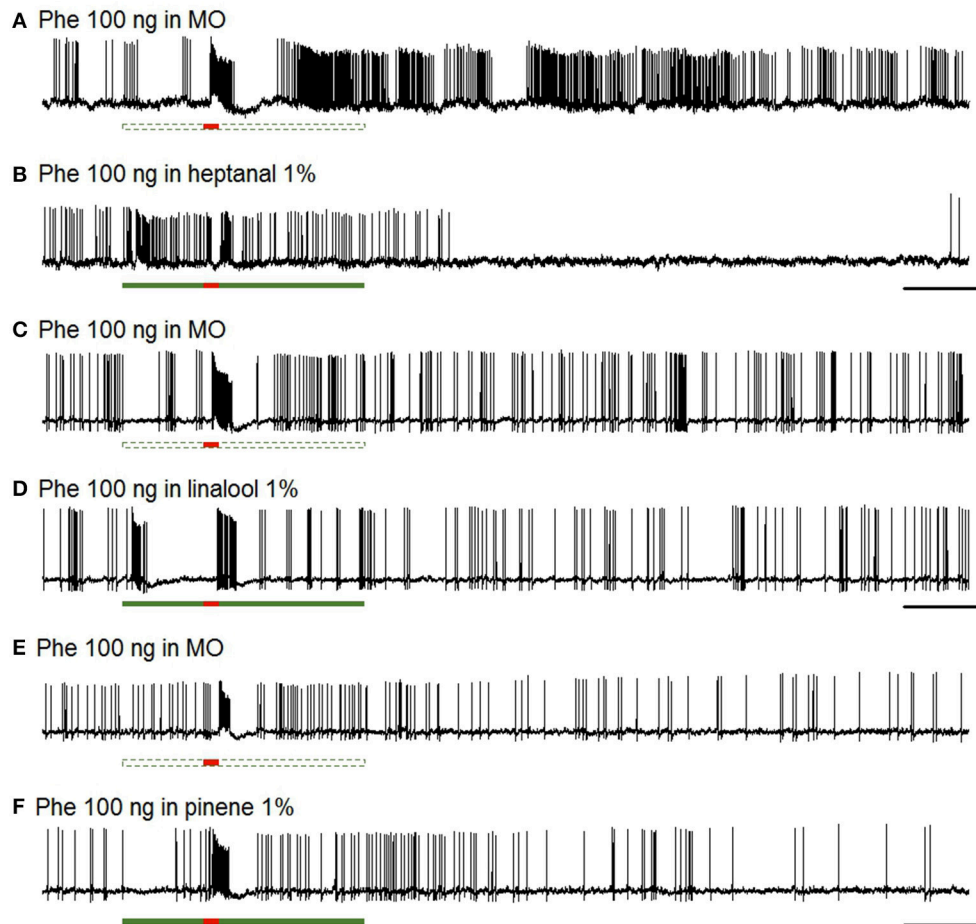 A Phe 100 ng in MO
B Phe 100 ng in heptanal 1%
C Phe 100 ng in MO
D Phe 100 ng in linalool 1%
E Phe 100 ng in MO
F Phe 100 ng in pinene 1%